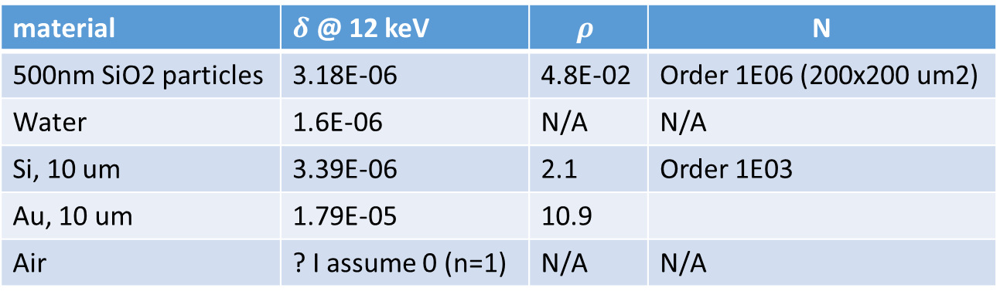 material 𝜹 @ 12 keV 𝝆 N
500nm SiO2 particles 3.18E-06 4.8E-02 Order 1E06 (200x200 um2)
Water 1.6E-06 N/A N/A
Si, 10 um 3.39E-06 2.1 Order 1E03
Au, 10 um 1.79E-05 10.9
Air ? I assume 0 (n=1) N/A N/A